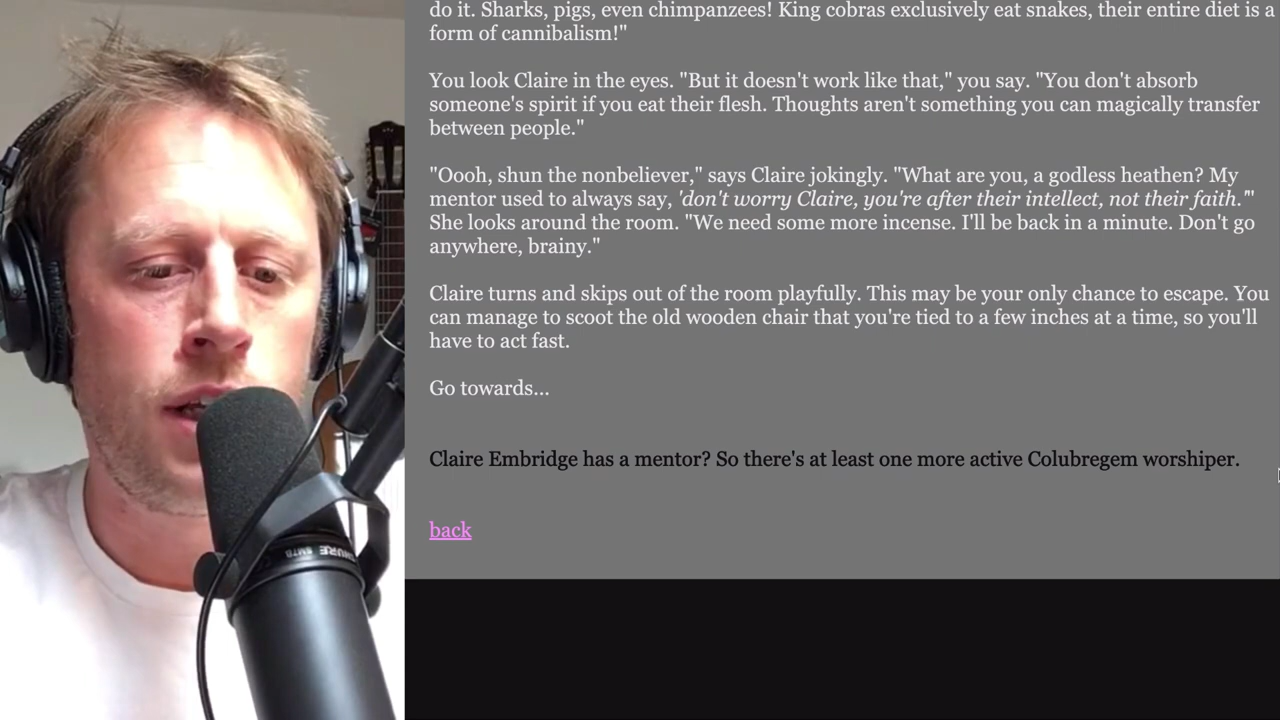 do it. Sharks, pigs, even chimpanzees! King cobras exclusively eat snakes, their entire diet is a
form of cannibalism!"
You look Claire in the eyes. "But it doesn't work like that," you say. "You don't absorb
someone's spirit if you eat their flesh. Thoughts aren't something you can magically transfer
between people."
"Oooh, shun the nonbeliever," says Claire jokingly. "What are you, a godless heathen? My
mentor used to always say, 'don't worry Claire, you're after their intellect, not their faith.'"
She looks around the room. "We need some more incense. I'll be back in a minute. Don't go
anywhere, brainy."
Claire turns and skips out of the room playfully. This may be your only chance to escape. You
can manage to scoot the old wooden chair that you're tied to a few inches at a time, so you'll
have to act fast.
Go towards...
Claire Embridge has a mentor? So there's at least one more active Colubregem worshiper.
back
SHURE SM7B